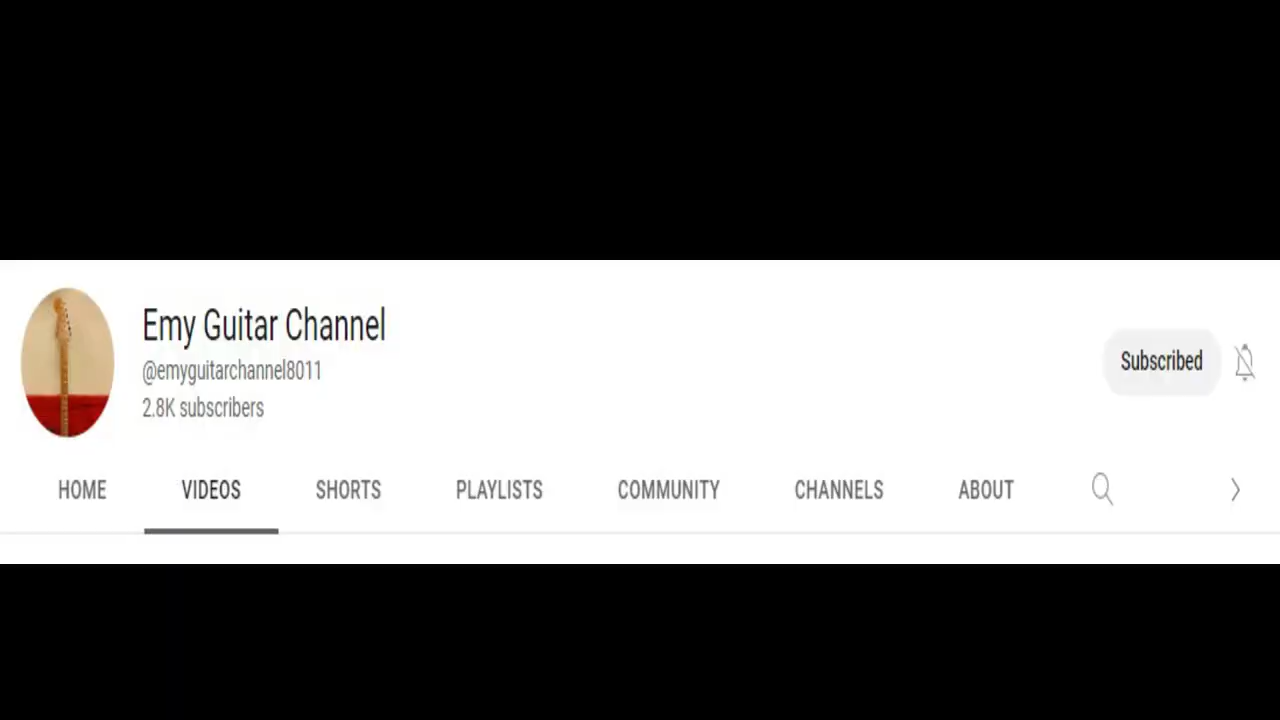 Emy Guitar Channel
@emyguitarchannel8011
2.8K subscribers
Subscribed
HOME VIDEOS SHORTS PLAYLISTS COMMUNITY CHANNELS ABOUT